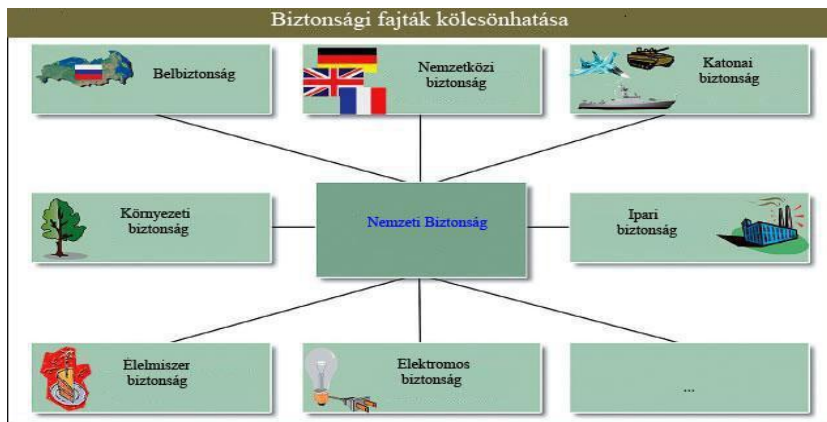 Biztonsági fajták kölcsönhatása
Belbiztonság
Nemzetközi
biztonság
Katonai
biztonság
Környezeti
biztonság
Nemzeti Biztonság
Ipari
biztonság
Élelmiszer
biztonság
Elektromos
biztonság
...